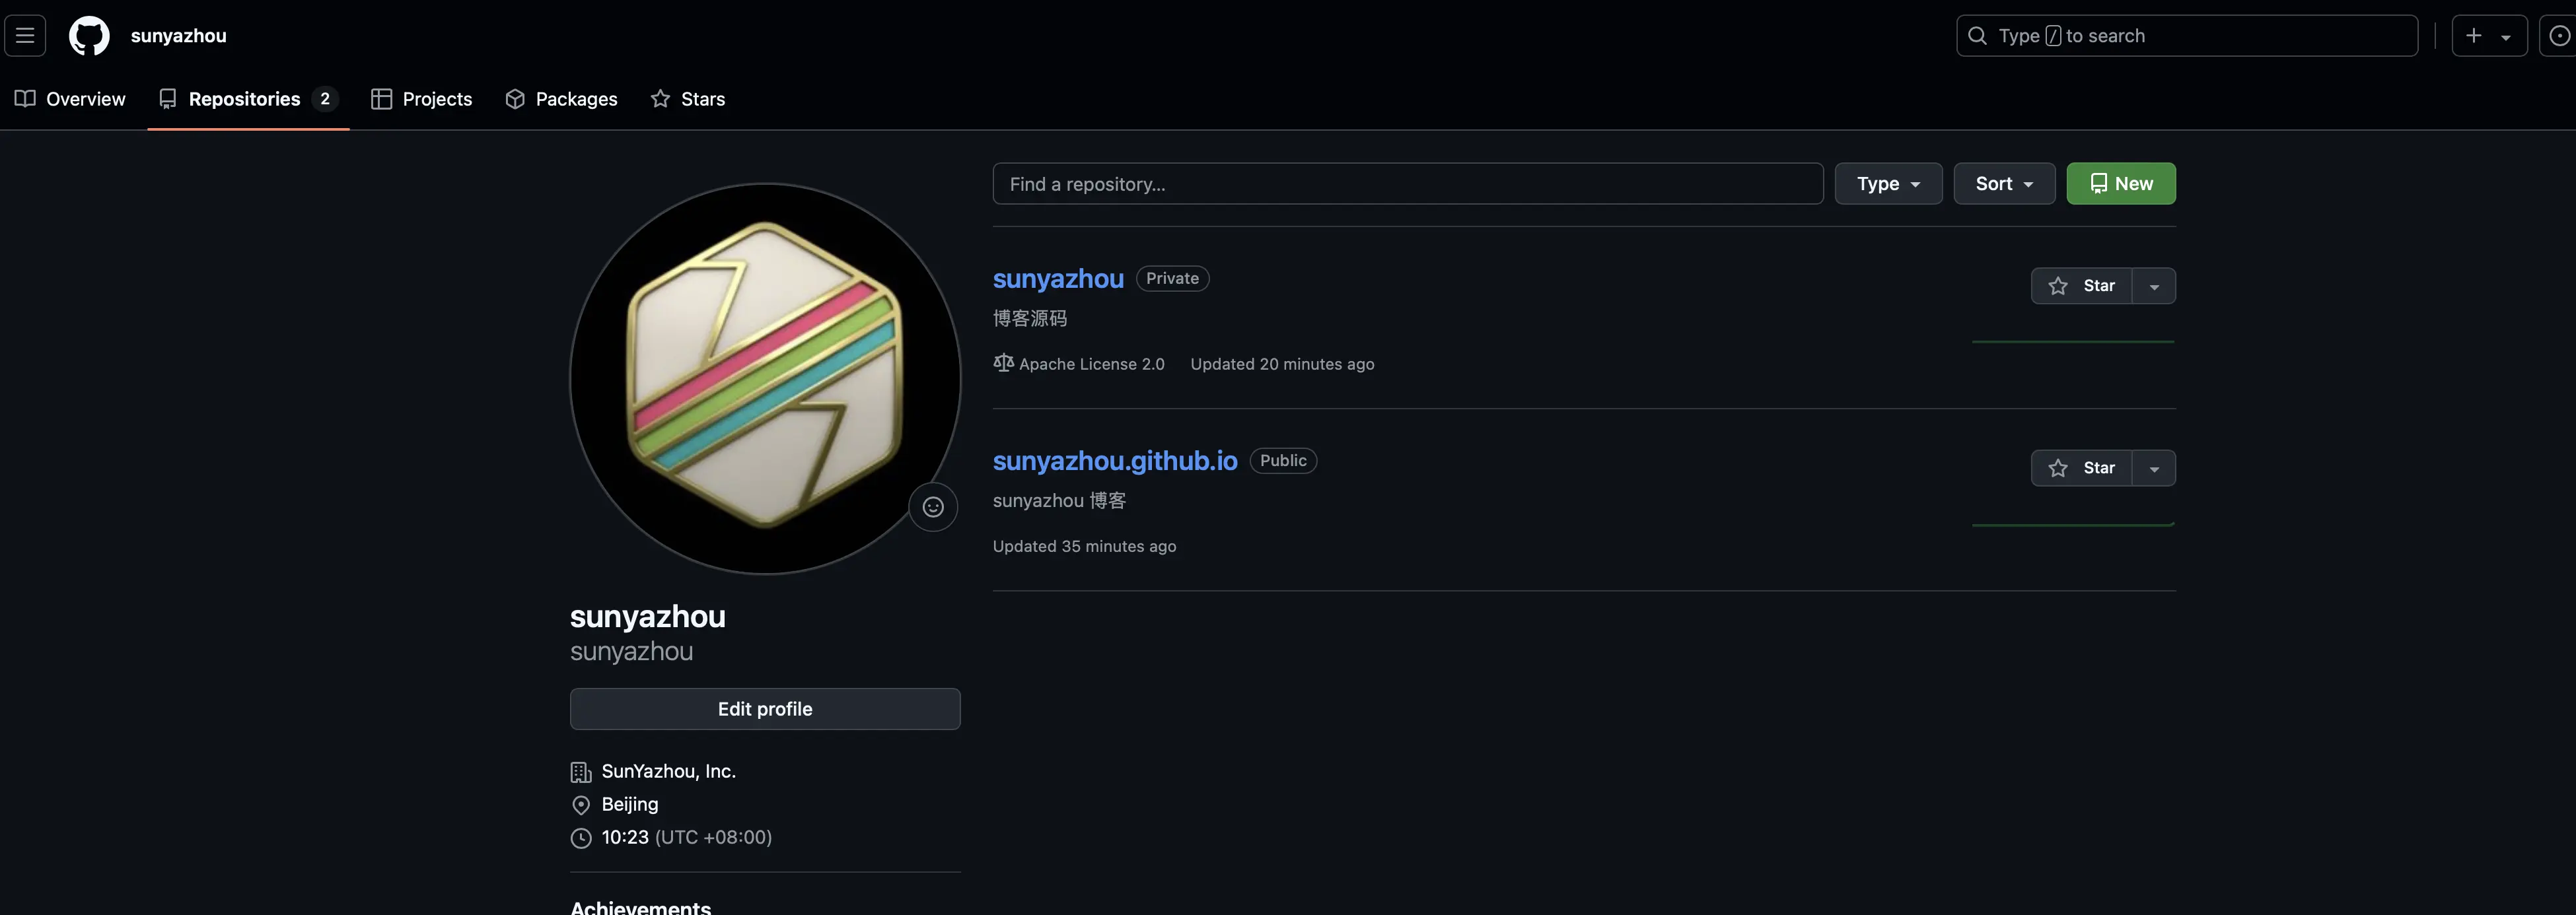 sunyazhou
Type / to search
Overview
Repositories 2
Projects
Packages
Stars
Find a repository...
Type
Sort
New
sunyazhou Private
Star
博客源码
Apache License 2.0 Updated 20 minutes ago
sunyazhou.github.io Public
Star
sunyazhou 博客
Updated 35 minutes ago
sunyazhou
sunyazhou
Edit profile
SunYazhou, Inc.
Beijing
10:23 (UTC +08:00)
Achievements